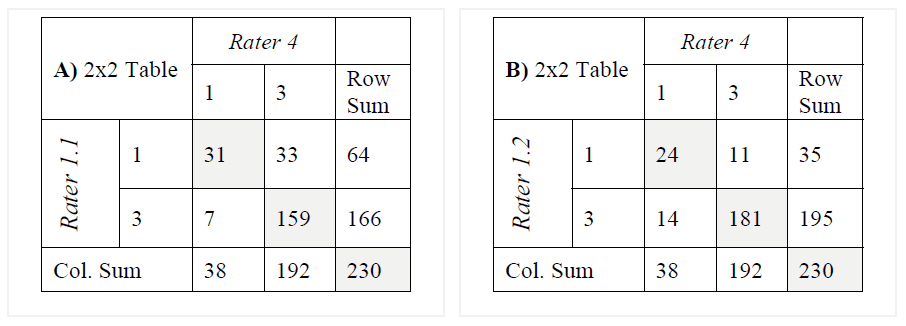 A) 2x2 Table
Rater 4
1 3 Row Sum
Rater 1.1
1 31 33 64
3 7 159 166
Col. Sum 38 192 230
B) 2x2 Table
Rater 4
1 3 Row Sum
Rater 1.2
1 24 11 35
3 14 181 195
Col. Sum 38 192 230